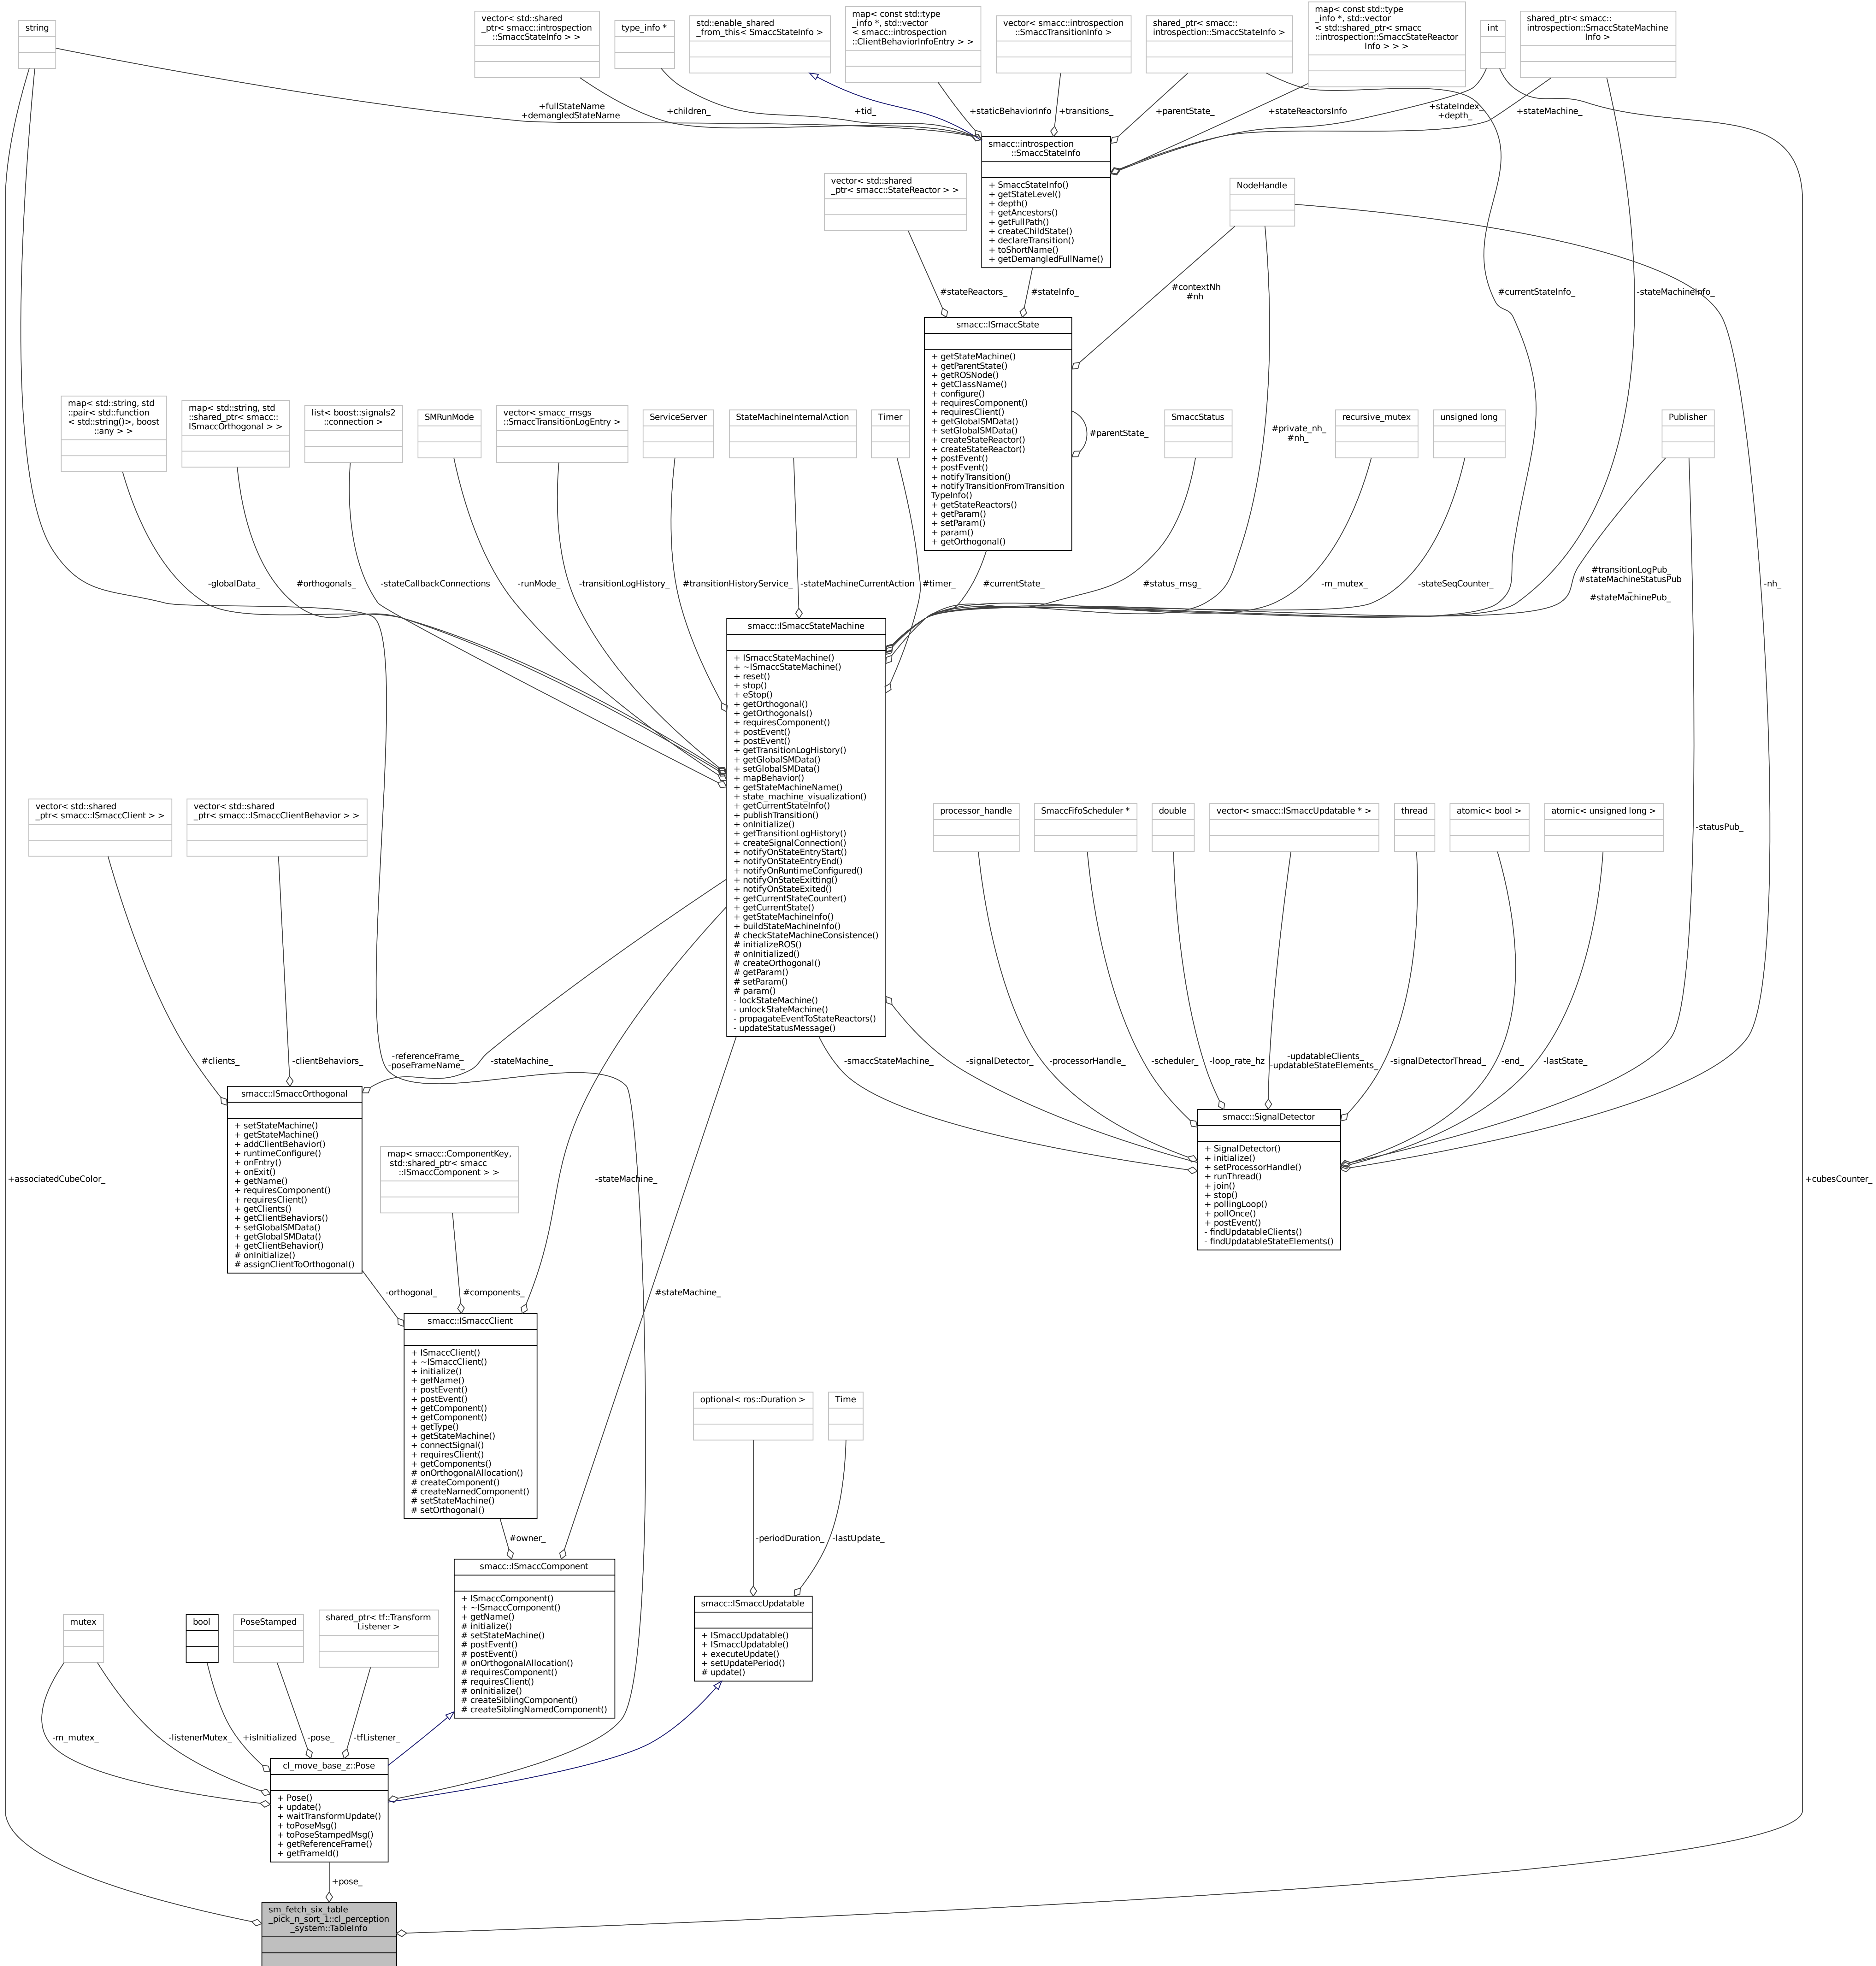 string
vector< std::shared
_ptr< smacc::introspection
::SmaccStateInfo > >
type_info *
std::enable_shared
_from_this< SmaccStateInfo >
map< const std::type
_info *, std::vector
< smacc::introspection
::ClientBehaviorInfoEntry > >
vector< smacc::introspection
::SmaccTransitionInfo >
shared_ptr< smacc::
introspection::SmaccStateInfo >
map< const std::type
_info *, std::vector
< std::shared_ptr< smacc
::introspection::SmaccStateReactor
Info > > >
int
shared_ptr< smacc::
introspection::SmaccStateMachine
Info >
+fullStateName
+demangledStateName
+children_
+tid_
+staticBehaviorInfo
+transitions_
+parentState_
+stateReactorsInfo
+stateIndex_
+depth_
+stateMachine_
smacc::introspection
::SmaccStateInfo
+ SmaccStateInfo()
+ getStateLevel()
+ depth()
+ getAncestors()
+ getFullPath()
+ createChildState()
+ declareTransition()
+ toShortName()
+ getDemangledFullName()
vector< std::shared
_ptr< smacc::StateReactor > >
NodeHandle
#stateReactors_
#stateInfo_
#contextNh
#nh
#currentStateInfo_
-stateMachineInfo_
smacc::ISmaccState
+ getStateMachine()
+ getParentState()
+ getROSNode()
+ getClassName()
+ configure()
+ requiresComponent()
+ requiresClient()
+ getGlobalSMData()
+ setGlobalSMData()
+ createStateReactor()
+ createStateReactor()
+ postEvent()
+ postEvent()
+ notifyTransition()
+ notifyTransitionFromTransition
TypeInfo()
+ getStateReactors()
+ getParam()
+ setParam()
+ param()
+ getOrthogonal()
#parentState_
#private_nh_
#nh_
map< std::string, std
::pair< std::function
< std::string()>, boost
::any > >
map< std::string, std
::shared_ptr< smacc::
ISmaccOrthogonal > >
list< boost::signals2
::connection >
SMRunMode
vector< smacc_msgs
::SmaccTransitionLogEntry >
ServiceServer
StateMachineInternalAction
Timer
SmaccStatus
recursive_mutex
unsigned long
Publisher
-globalData_
#orthogonals_
-stateCallbackConnections
-runMode_
-transitionLogHistory_
#transitionHistoryService_
-stateMachineCurrentAction
#timer_
#currentState_
#status_msg_
-m_mutex_
-stateSeqCounter_
#transitionLogPub_
#stateMachineStatusPub
_
#stateMachinePub_
-nh_
smacc::ISmaccStateMachine
+ ISmaccStateMachine()
+ ~ISmaccStateMachine()
+ reset()
+ stop()
+ eStop()
+ getOrthogonal()
+ getOrthogonals()
+ requiresComponent()
+ postEvent()
+ postEvent()
+ getTransitionLogHistory()
+ getGlobalSMData()
+ setGlobalSMData()
+ mapBehavior()
+ getStateMachineName()
+ state_machine_visualization()
+ getCurrentStateInfo()
+ publishTransition()
+ onInitialize()
+ getTransitionLogHistory()
+ createSignalConnection()
+ notifyOnStateEntryStart()
+ notifyOnStateEntryEnd()
+ notifyOnRuntimeConfigured()
+ notifyOnStateExitting()
+ notifyOnStateExited()
+ getCurrentStateCounter()
+ getCurrentState()
+ getStateMachineInfo()
+ buildStateMachineInfo()
# checkStateMachineConsistence()
# initializeROS()
# onInitialized()
# createOrthogonal()
# getParam()
# setParam()
# param()
- lockStateMachine()
- unlockStateMachine()
- propagateEventToStateReactors()
- updateStatusMessage()
vector< std::shared
_ptr< smacc::ISmaccClient > >
vector< std::shared
_ptr< smacc::ISmaccClientBehavior > >
processor_handle
SmaccFifoScheduler *
double
vector< smacc::ISmaccUpdatable * >
thread
atomic< bool >
atomic< unsigned long >
-statusPub_
#clients_
-clientBehaviors_
-referenceFrame_
-poseFrameName_
-stateMachine_
-smaccStateMachine_
-signalDetector_
-processorHandle_
-scheduler_
-loop_rate_hz
-updatableClients_
-updatableStateElements_
-signalDetectorThread_
-end_
-lastState_
smacc::ISmaccOrthogonal
+ setStateMachine()
+ getStateMachine()
+ addClientBehavior()
+ runtimeConfigure()
+ onEntry()
+ onExit()
+ getName()
+ requiresComponent()
+ requiresClient()
+ getClients()
+ getClientBehaviors()
+ setGlobalSMData()
+ getGlobalSMData()
+ getClientBehavior()
# onInitialize()
# assignClientToOrthogonal()
smacc::SignalDetector
+ SignalDetector()
+ initialize()
+ setProcessorHandle()
+ runThread()
+ join()
+ stop()
+ pollingLoop()
+ pollOnce()
+ postEvent()
- findUpdatableClients()
- findUpdatableStateElements()
map< smacc::ComponentKey,
std::shared_ptr< smacc
::ISmaccComponent > >
+associatedCubeColor_
-stateMachine_
+cubesCounter_
-orthogonal_
#components_
#stateMachine_
smacc::ISmaccClient
+ ISmaccClient()
+ ~ISmaccClient()
+ initialize()
+ getName()
+ postEvent()
+ postEvent()
+ getComponent()
+ getComponent()
+ getType()
+ getStateMachine()
+ connectSignal()
+ requiresClient()
+ getComponents()
# onOrthogonalAllocation()
# createComponent()
# createNamedComponent()
# setStateMachine()
# setOrthogonal()
optional< ros::Duration >
Time
#owner_
-periodDuration_
-lastUpdate_
smacc::ISmaccComponent
+ ISmaccComponent()
+ ~ISmaccComponent()
+ getName()
# initialize()
# setStateMachine()
# postEvent()
# postEvent()
# onOrthogonalAllocation()
# requiresComponent()
# requiresClient()
# onInitialize()
# createSiblingComponent()
# createSiblingNamedComponent()
smacc::ISmaccUpdatable
+ ISmaccUpdatable()
+ ISmaccUpdatable()
+ executeUpdate()
+ setUpdatePeriod()
# update()
mutex
bool
PoseStamped
shared_ptr< tf::Transform
Listener >
-m_mutex_
-listenerMutex_
+isInitialized
-pose_
-tfListener_
cl_move_base_z::Pose
+ Pose()
+ update()
+ waitTransformUpdate()
+ toPoseMsg()
+ toPoseStampedMsg()
+ getReferenceFrame()
+ getFrameId()
+pose_
sm_fetch_six_table
_pick_n_sort_1::cl_perception
_system::TableInfo